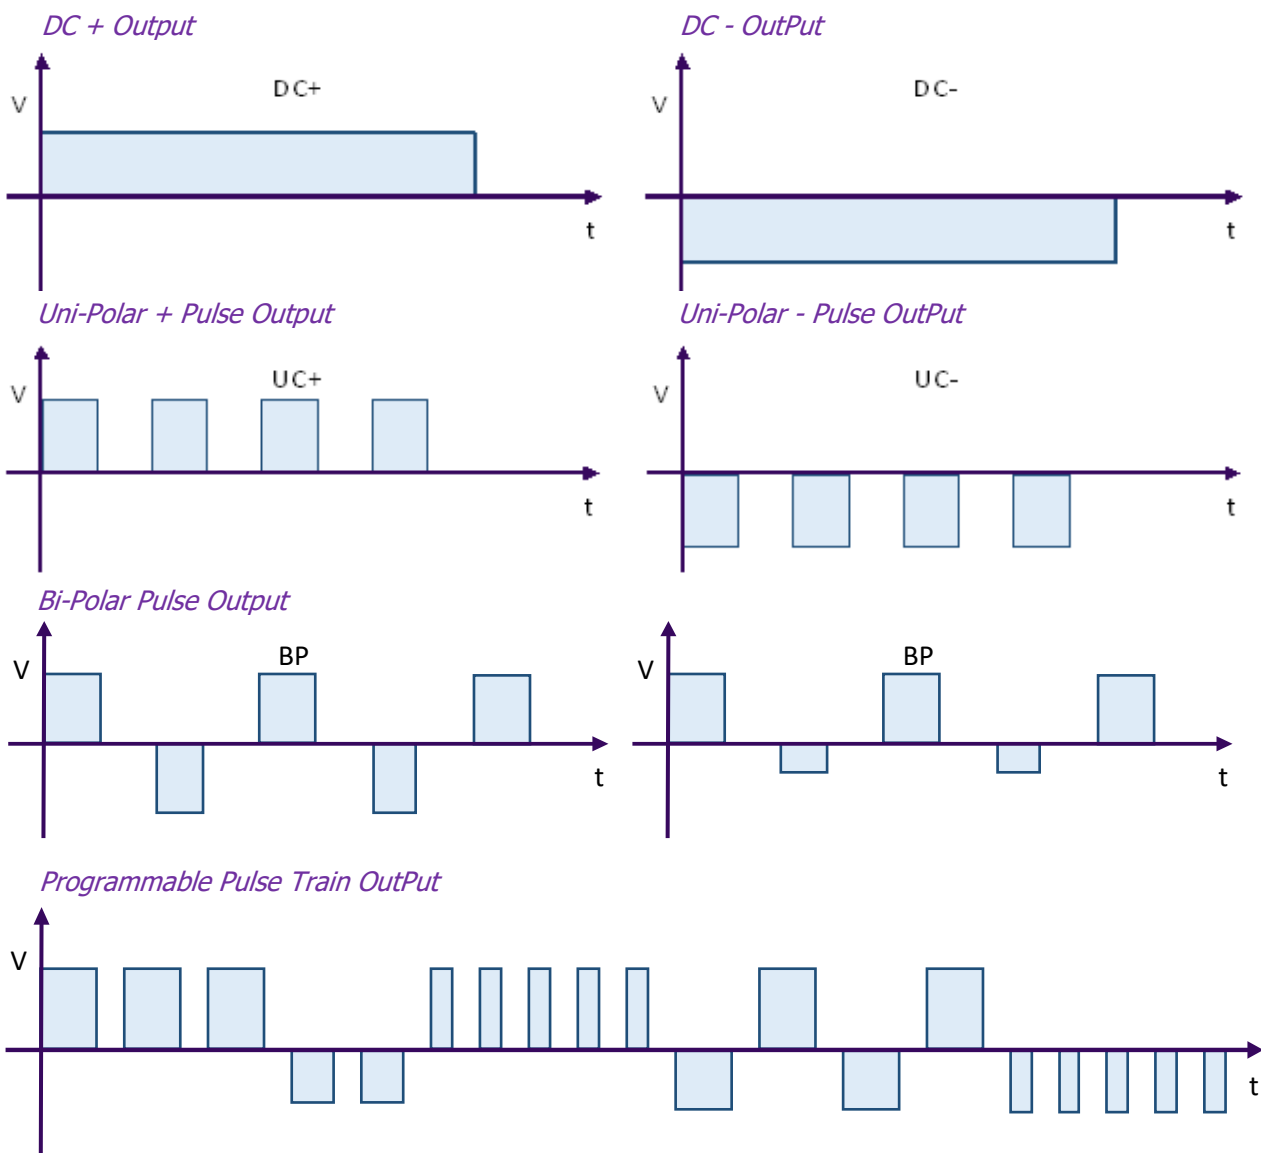 DC + Output
DC - OutPut
V
DC+
t
V
DC-
t
Uni-Polar + Pulse Output
Uni-Polar - Pulse OutPut
V
UC+
t
V
UC-
t
Bi-Polar Pulse Output
V
BP
t
V
BP
t
Programmable Pulse Train OutPut
V
t